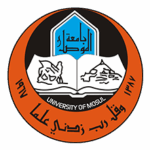 جامعة
الموصل
UNIVERSITY OF MOSUL
١٩٦٧
١٣٨٧
وقل رب زدني علما